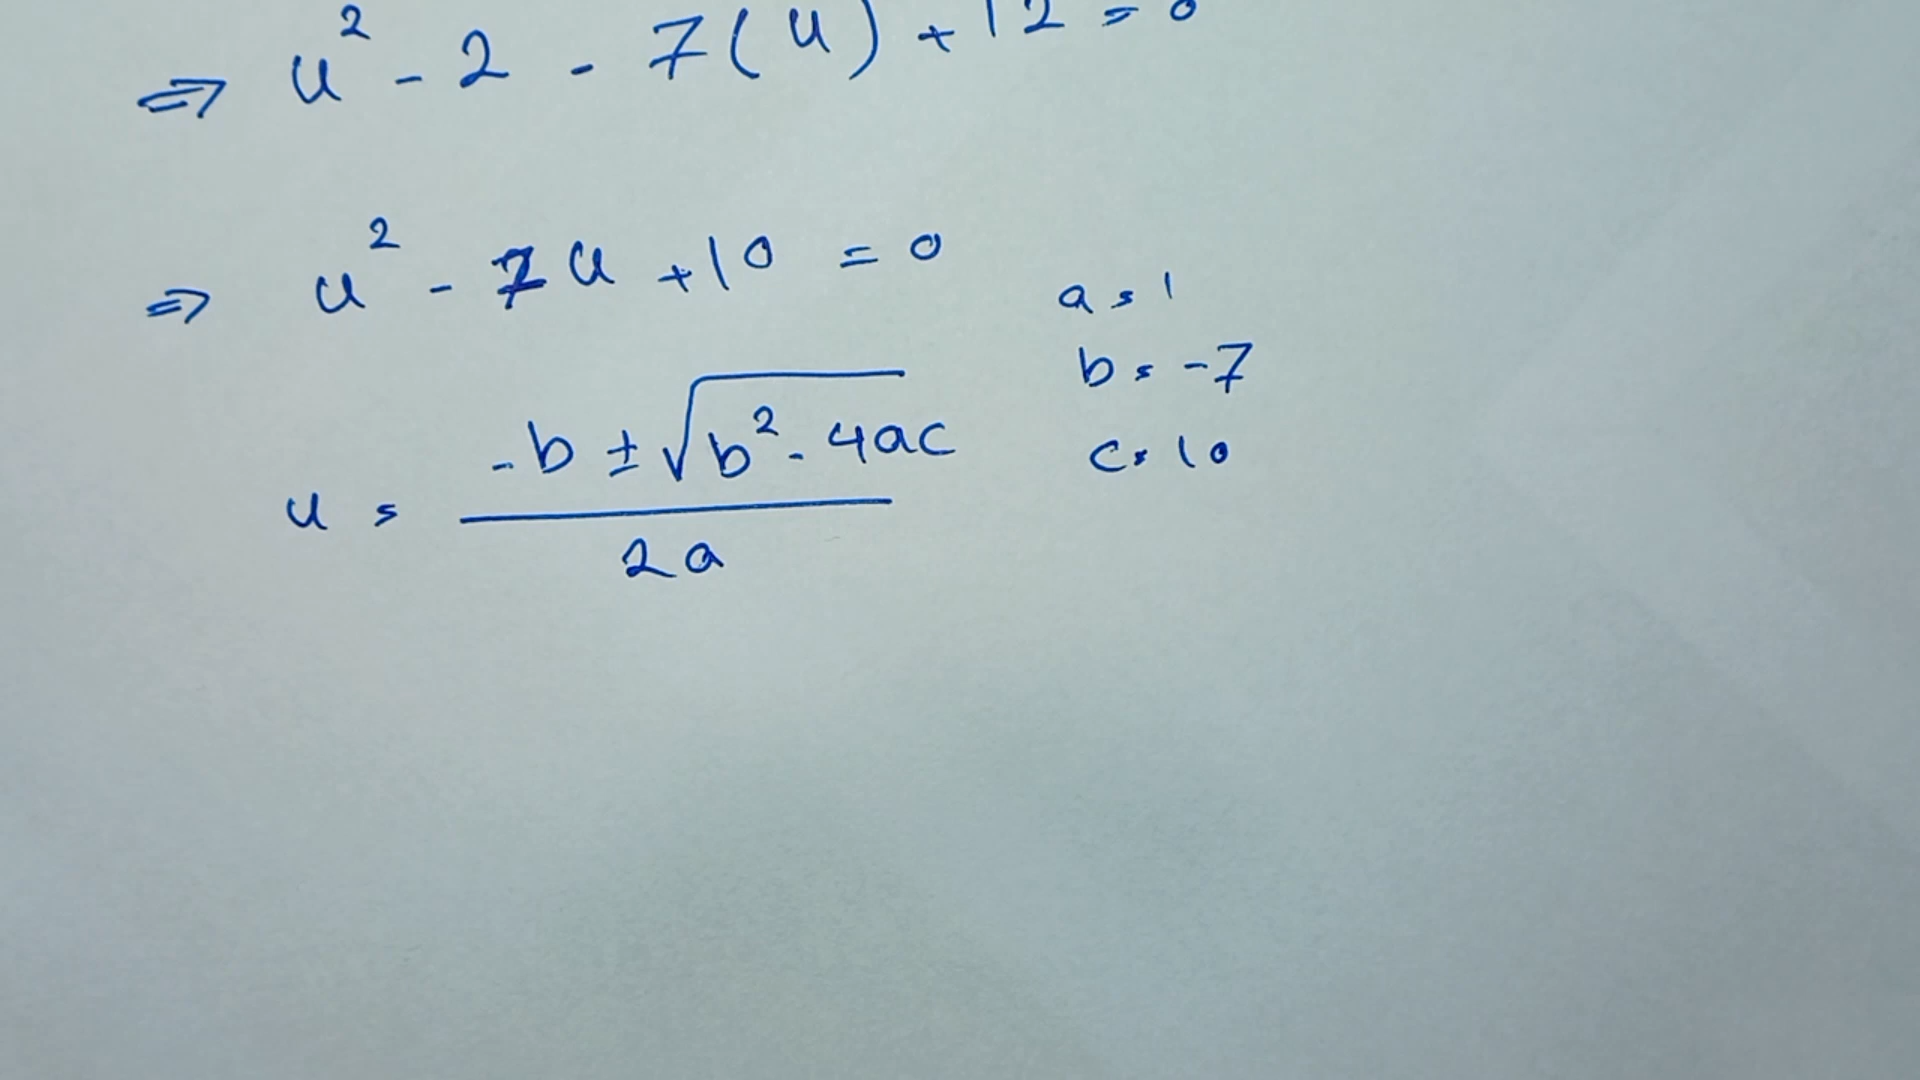 ⇒ u² - 2 - 7(u) + 12 = 0
⇒ u² - 7u + 10 = 0
a = 1
b = -7
c = 10
u = (-b ± √(b² - 4ac)) / 2a